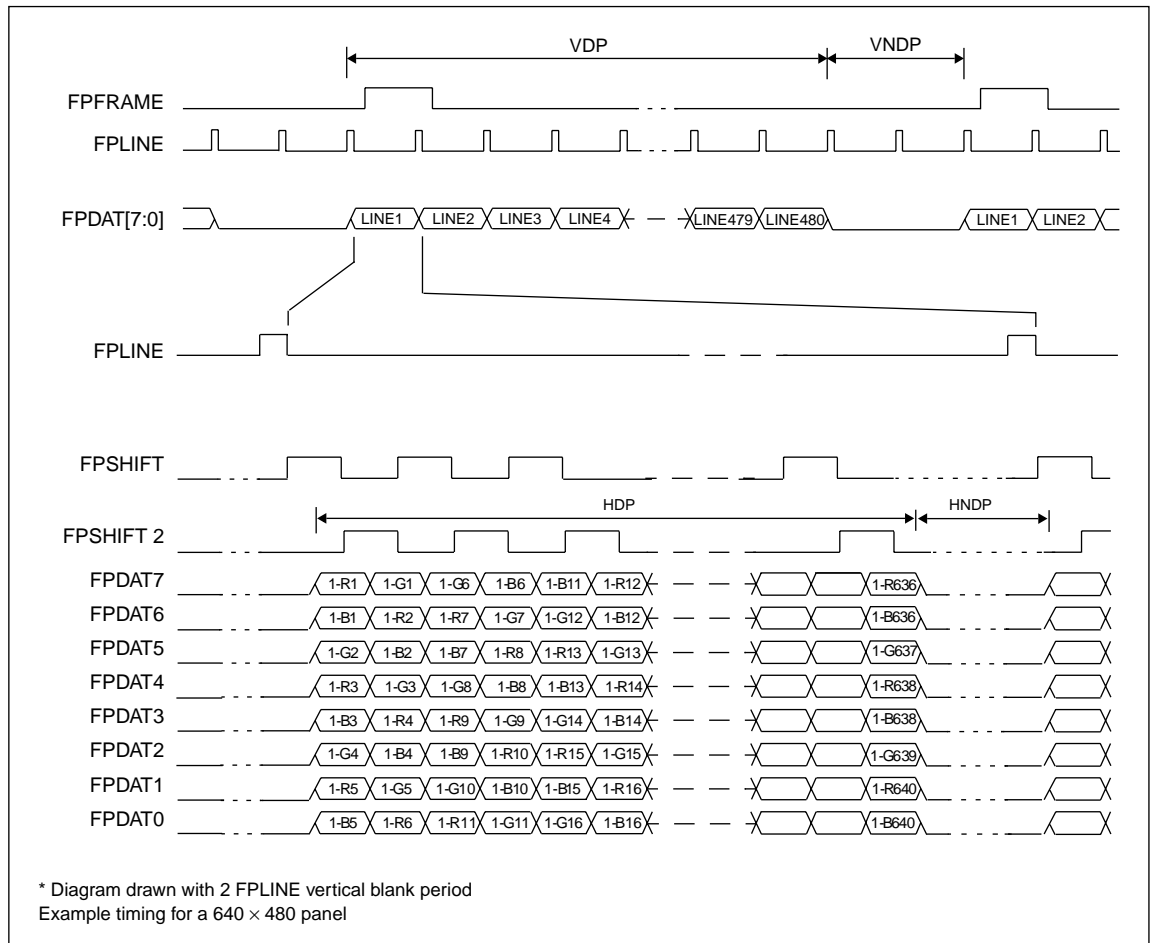 VDP VNDP
FPFRAME
FPLINE
FPDAT[7:0] LINE1 LINE2 LINE3 LINE4 LINE479 LINE480 LINE1 LINE2
FPLINE
FPSHIFT
HDP HNDP
FPSHIFT 2
FPDAT7 1-R1 1-G1 1-G6 1-B6 1-B11 1-R12 1-R636
FPDAT6 1-B1 1-R2 1-R7 1-G7 1-G12 1-B12 1-B636
FPDAT5 1-G2 1-B2 1-B7 1-R8 1-R13 1-G13 1-G637
FPDAT4 1-R3 1-G3 1-G8 1-B8 1-B13 1-R14 1-R638
FPDAT3 1-B3 1-R4 1-R9 1-G9 1-G14 1-B14 1-B638
FPDAT2 1-G4 1-B4 1-B9 1-R10 1-R15 1-G15 1-G639
FPDAT1 1-R5 1-G5 1-G10 1-B10 1-B15 1-R16 1-R640
FPDAT0 1-B5 1-R6 1-R11 1-G11 1-G16 1-B16 1-B640
* Diagram drawn with 2 FPLINE vertical blank period
Example timing for a 640 × 480 panel